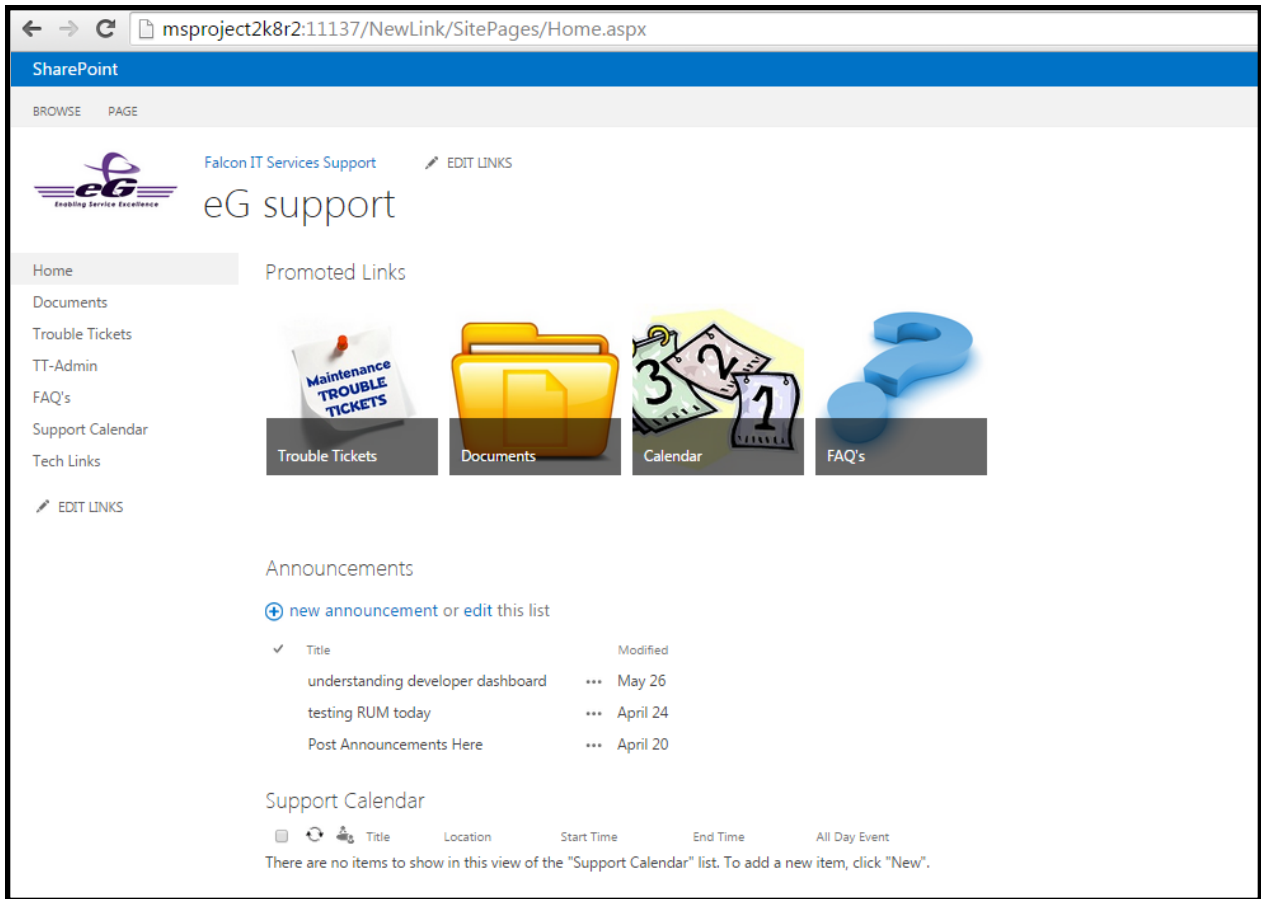 msproject2k8r2:11137/NewLink/SitePages/Home.aspx
SharePoint
BROWSE PAGE
eG
Enabling Service Excellence
Falcon IT Services Support EDIT LINKS
eG support
Home
Documents
Trouble Tickets
TT-Admin
FAQ's
Support Calendar
Tech Links
EDIT LINKS
Promoted Links
Maintenance
TROUBLE
TICKETS
3 2 1
Trouble Tickets Documents Calendar FAQ's
Announcements
new announcement or edit this list
Title Modified
understanding developer dashboard ••• May 26
testing RUM today ••• April 24
Post Announcements Here ••• April 20
Support Calendar
Title Location Start Time End Time All Day Event
There are no items to show in this view of the "Support Calendar" list. To add a new item, click "New".